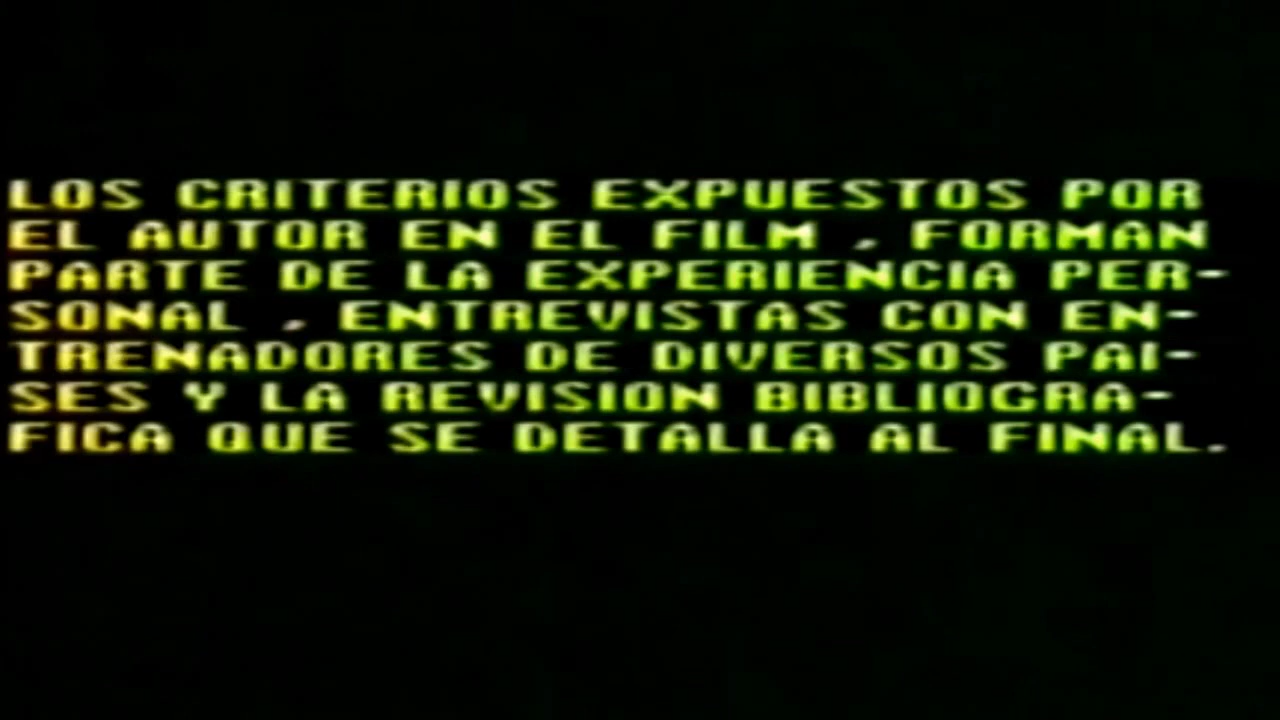 LOS CRITERIOS EXPUESTOS POR
EL AUTOR EN EL FILM , FORMAN
PARTE DE LA EXPERIENCIA PER-
SONAL , ENTREVISTAS CON EN-
TRENADORES DE DIVERSOS PAI-
SES Y LA REVISION BIBLIOGRA-
FICA QUE SE DETALLA AL FINAL.